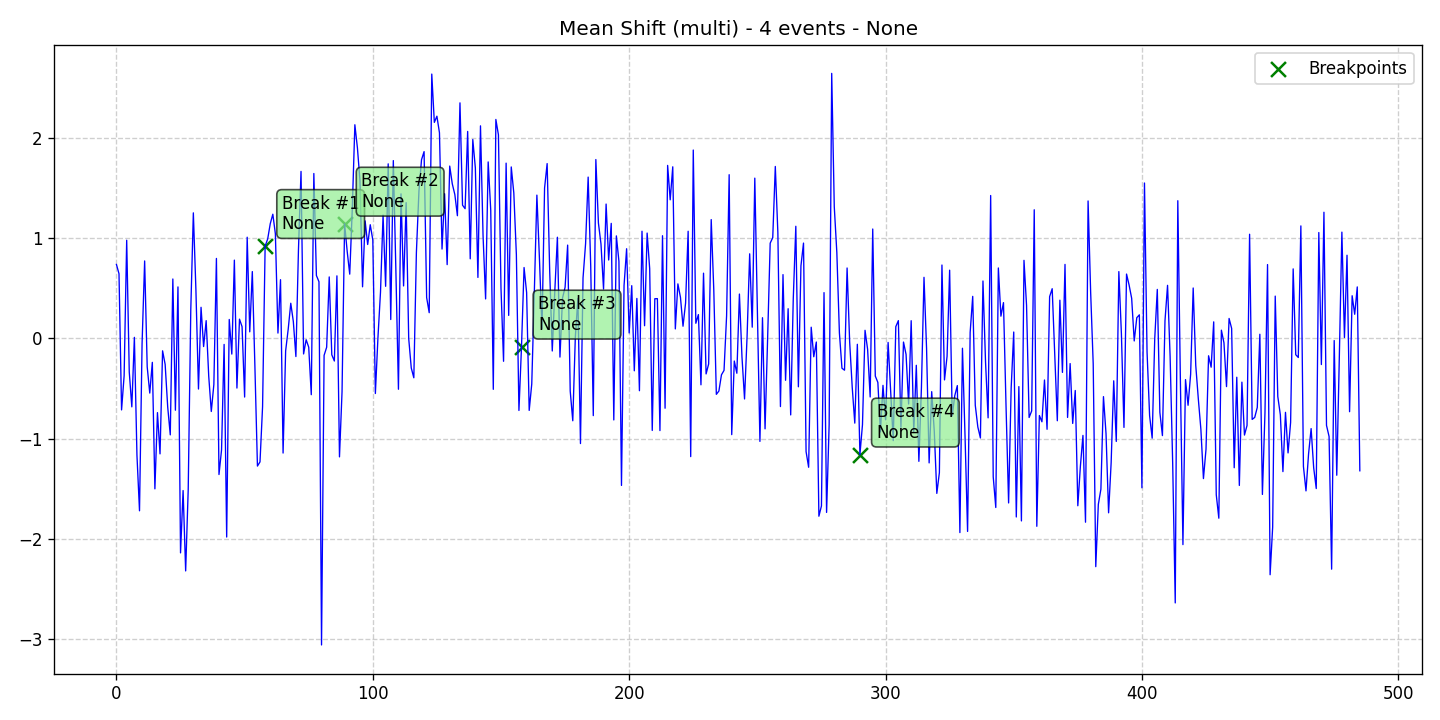 Mean Shift (multi) - 4 events - None
Breakpoints
Break #1
None
Break #2
None
Break #3
None
Break #4
None
2
1
0
−1
−2
−3
0
100
200
300
400
500